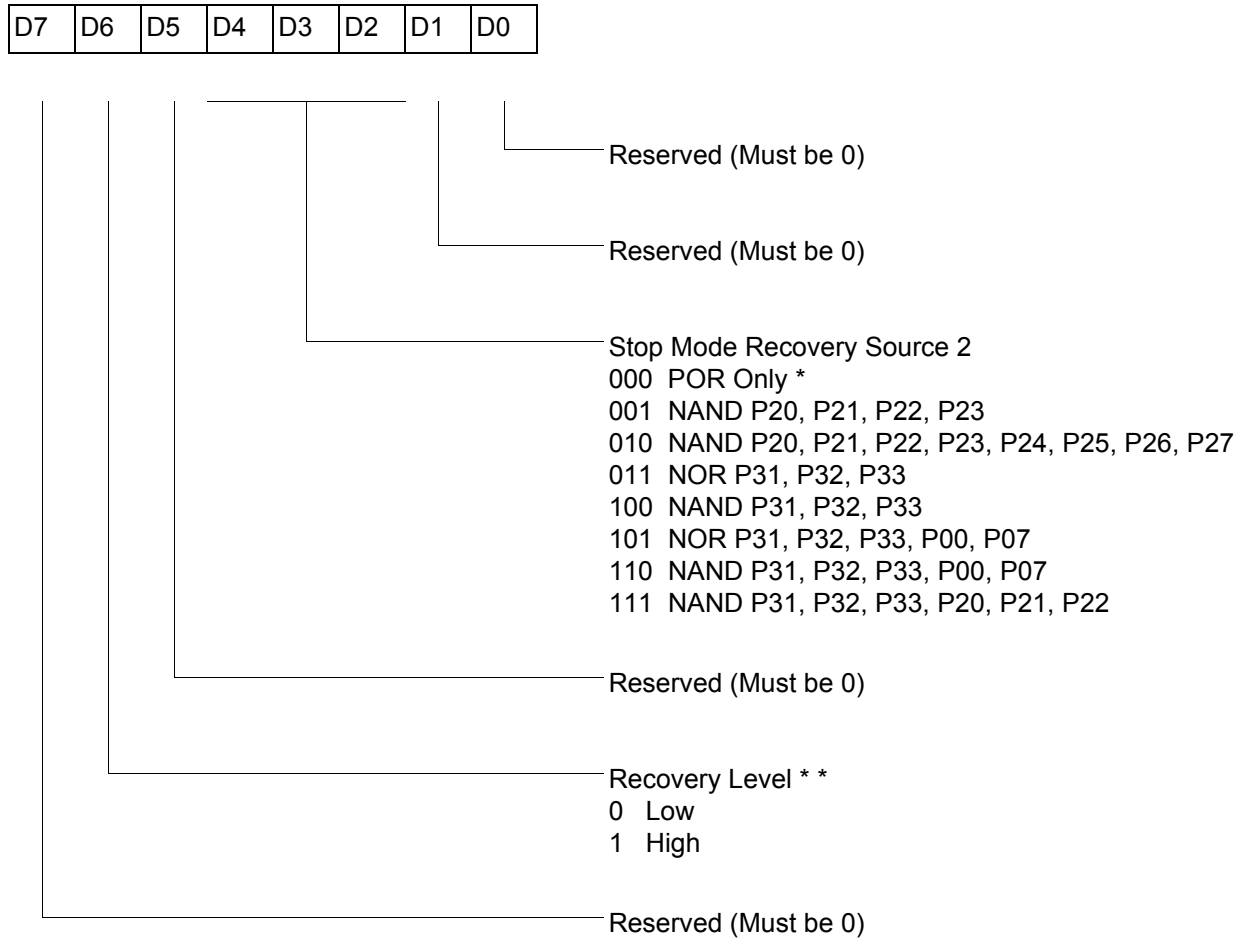 D7 D6 D5 D4 D3 D2 D1 D0
Reserved (Must be 0)
Reserved (Must be 0)
Stop Mode Recovery Source 2
000 POR Only *
001 NAND P20, P21, P22, P23
010 NAND P20, P21, P22, P23, P24, P25, P26, P27
011 NOR P31, P32, P33
100 NAND P31, P32, P33
101 NOR P31, P32, P33, P00, P07
110 NAND P31, P32, P33, P00, P07
111 NAND P31, P32, P33, P20, P21, P22
Reserved (Must be 0)
Recovery Level * *
0 Low
1 High
Reserved (Must be 0)